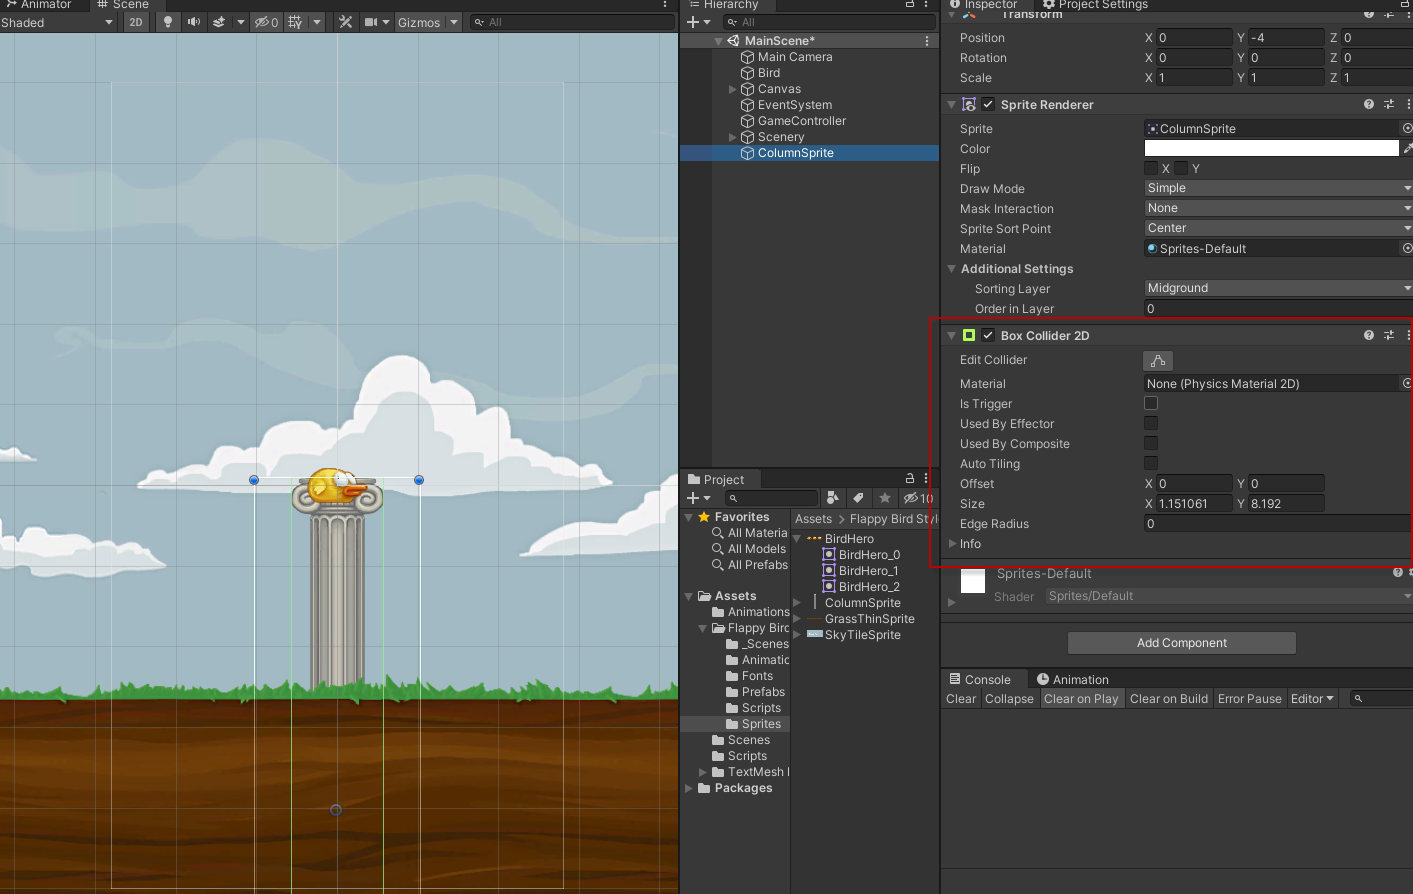 Animator
Scene
Shaded
2D
0
Gizmos
All
Hierarchy
All
MainScene*
Main Camera
Bird
Canvas
EventSystem
GameController
Scenery
ColumnSprite
Project
10
Favorites
All Materia
All Models
All Prefabs
Assets
Animations
Flappy Bird
_Scenes
Animatic
Fonts
Prefabs
Scripts
Sprites
Scenes
Scripts
TextMesh
Packages
Assets > Flappy Bird Styl
BirdHero
BirdHero_0
BirdHero_1
BirdHero_2
ColumnSprite
GrassThinSprite
SkyTileSprite
Inspector
Project Settings
Transform
Position X 0 Y -4 Z 0
Rotation X 0 Y 0 Z 0
Scale X 1 Y 1 Z 1
Sprite Renderer
Sprite ColumnSprite
Color
Flip X Y
Draw Mode Simple
Mask Interaction None
Sprite Sort Point Center
Material Sprites-Default
Additional Settings
Sorting Layer Midground
Order in Layer 0
Box Collider 2D
Edit Collider
Material None (Physics Material 2D)
Is Trigger
Used By Effector
Used By Composite
Auto Tiling
Offset X 0 Y 0
Size X 1.151061 Y 8.192
Edge Radius 0
Info
Sprites-Default
Shader Sprites/Default
Add Component
Console
Animation
Clear Collapse Clear on Play Clear on Build Error Pause Editor